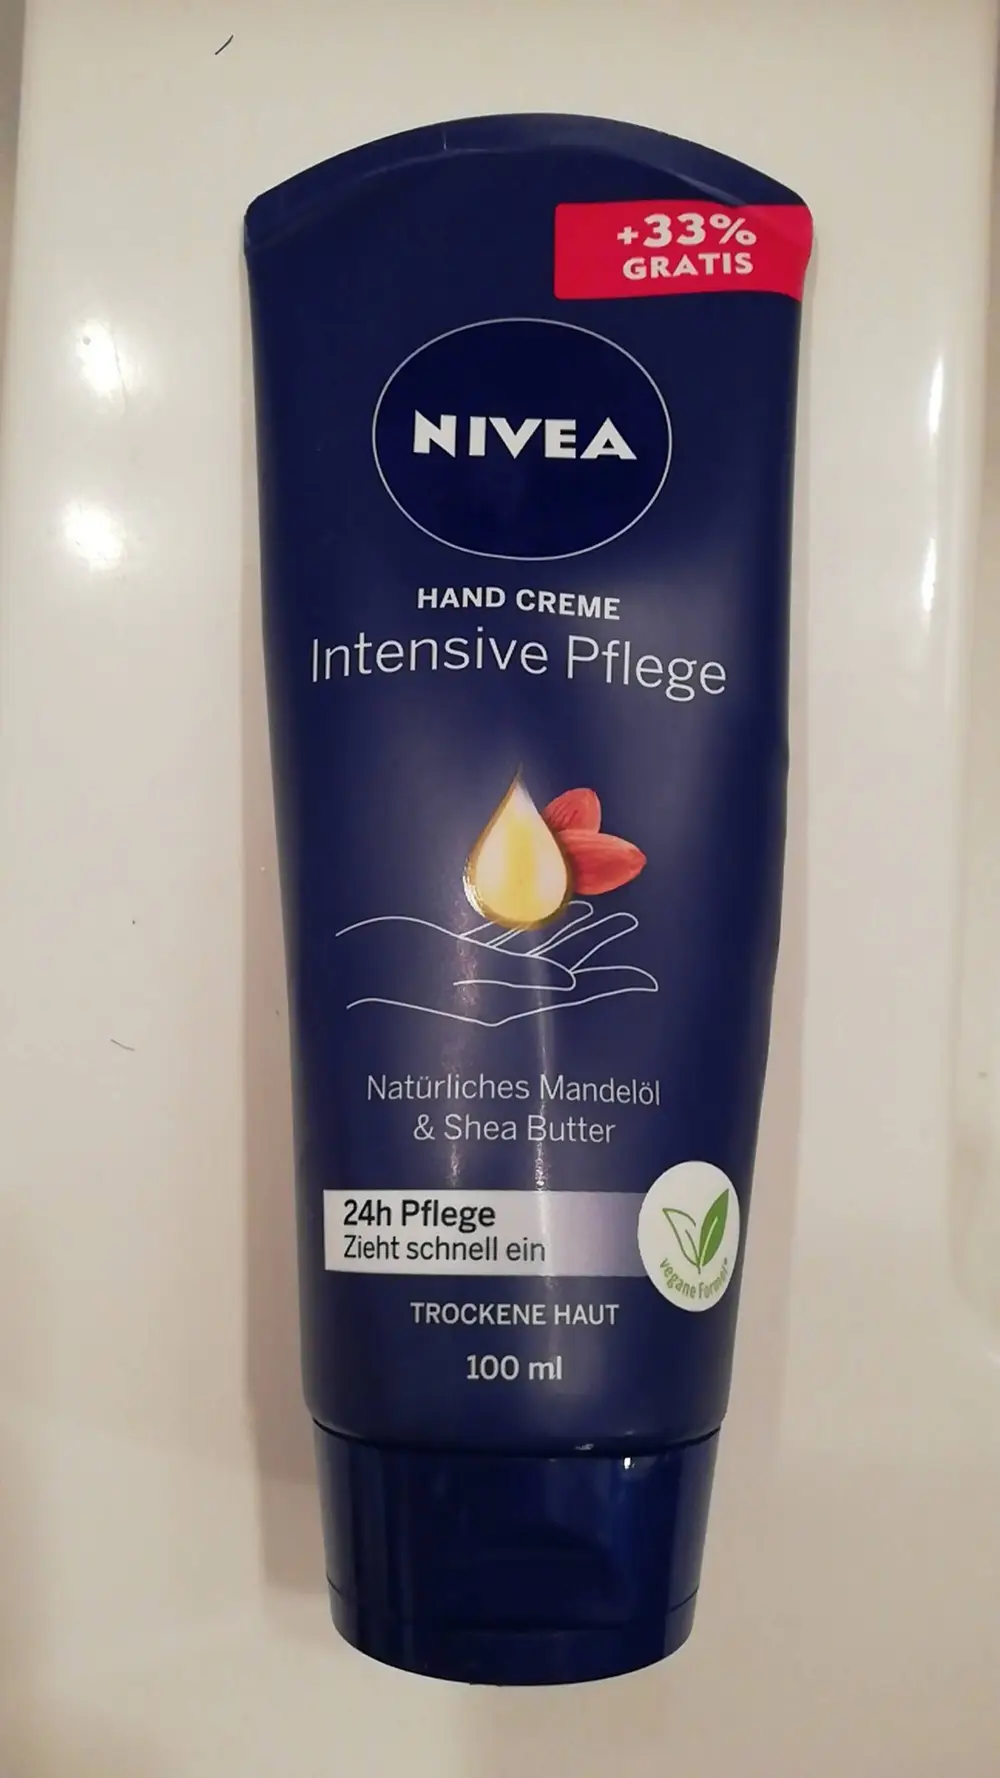 +33%
GRATIS
NIVEA
HAND CREME
Intensive Pflege
Natürliches Mandelöl
& Shea Butter
24h Pflege
Zieht schnell ein
vegane Formel*
TROCKENE HAUT
100 ml